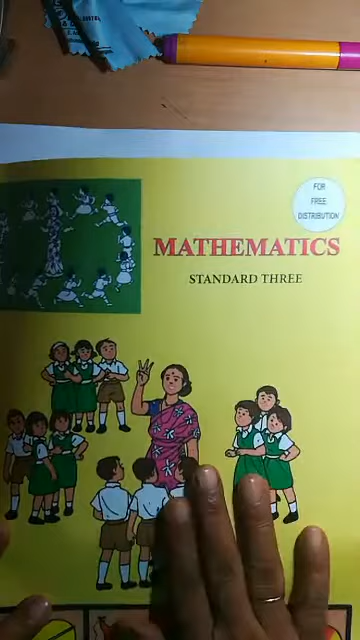 FOR
FREE
DISTRIBUTION
MATHEMATICS
STANDARD THREE